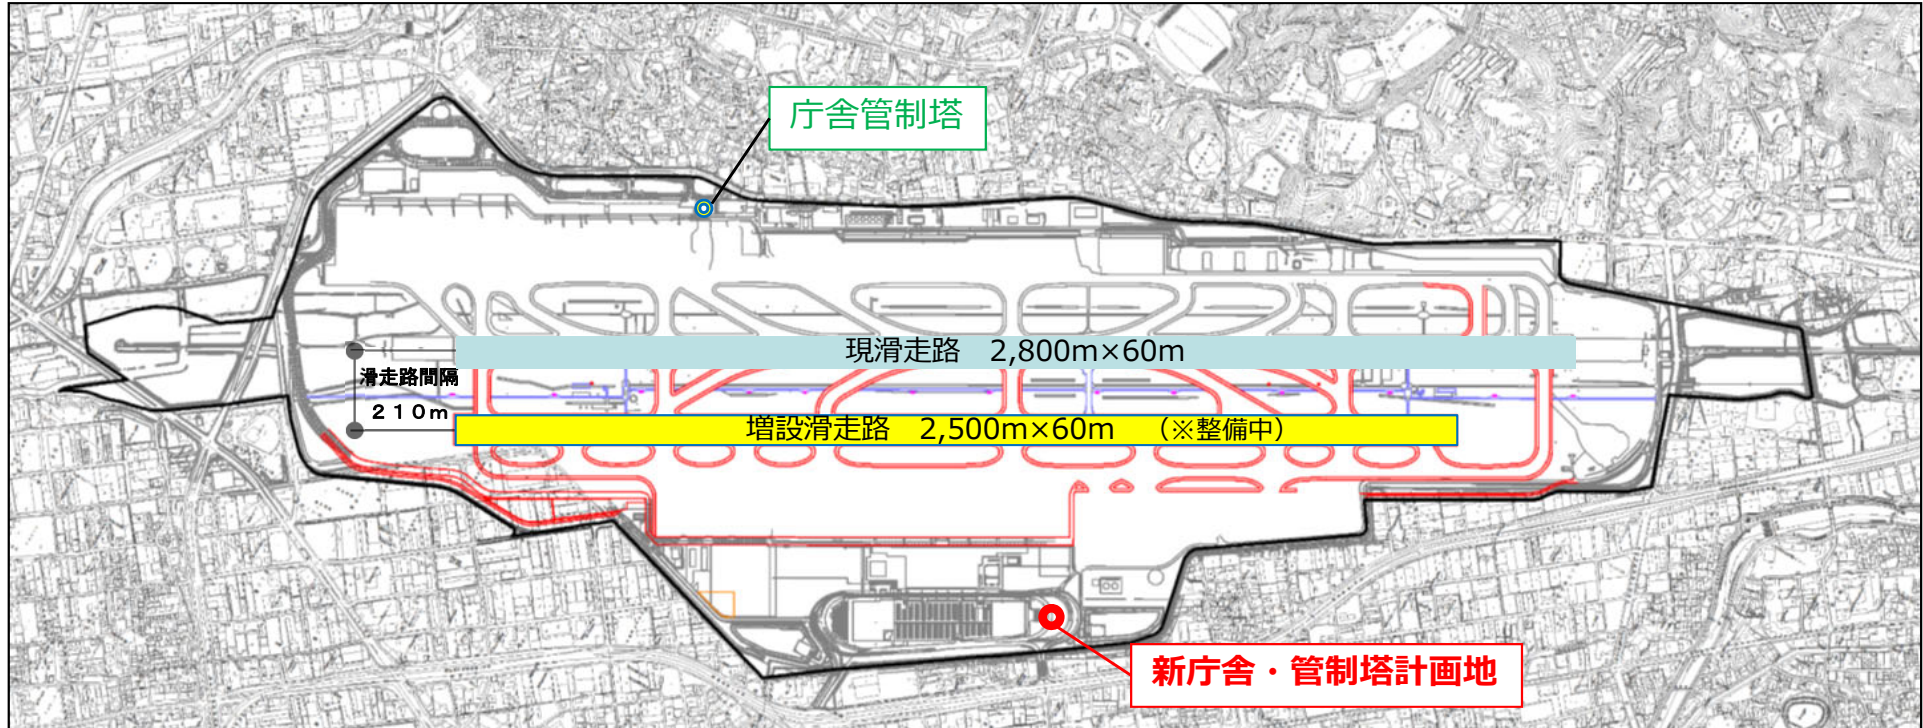 庁舎管制塔
現滑走路　2,800m×60m
滑走路間隔
２１０ｍ
増設滑走路　2,500m×60m　（※整備中）
新庁舎・管制塔計画地